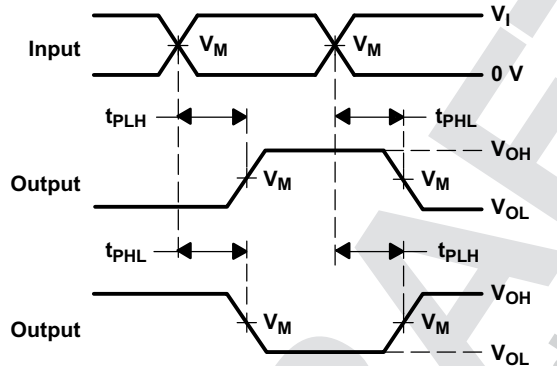 V_I
Input V_M V_M
0 V
t_PLH t_PHL
V_OH
Output V_M V_M
V_OL
t_PHL t_PLH
V_OH
Output V_M V_M
V_OL